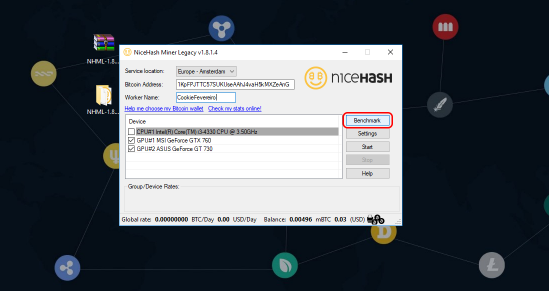 NiceHash Miner Legacy v1.8.1.4
NHML-1.8...
NHML-1.8...
Service location: Europe - Amsterdam
Bitcoin Address:
Worker Name: CookieFevereiro
NICEHASH
Help me choose my Bitcoin wallet Check my stats online!
Device
CPU#1 Intel(R) Core(TM) i3-4330 CPU @ 3.50GHz
GPU#1 MSI GeForce GTX 760
GPU#2 ASUS GeForce GT 730
Benchmark
Settings
Start
Stop
Help
Group/Device Rates:
Global rate: 0.00000000 BTC/Day 0.00 USD/Day Balance: 0.00496 mBTC 0.03 (USD)